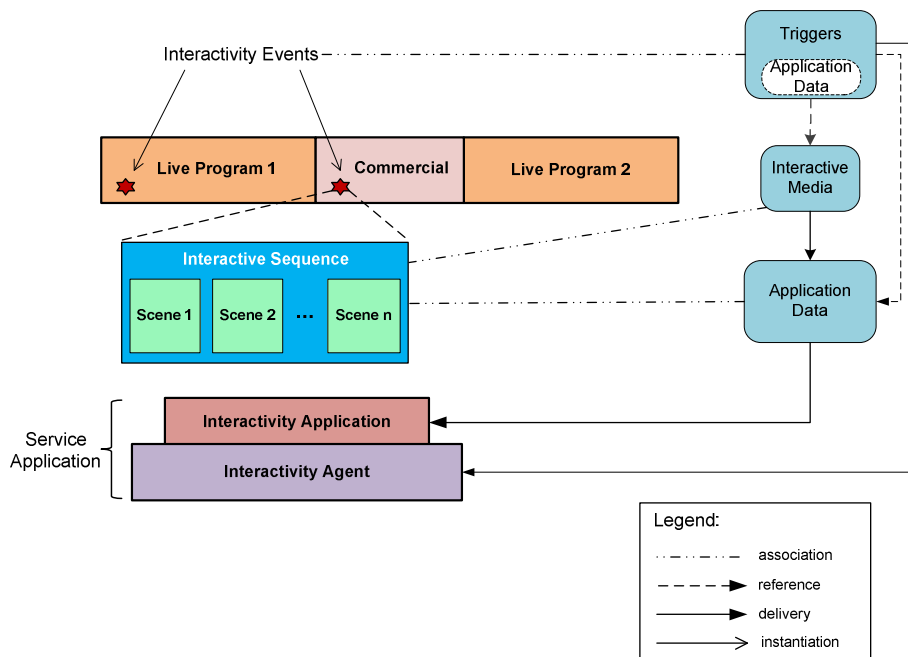 Triggers
Application
Data
Interactivity Events
Live Program 1
Commercial
Live Program 2
Interactive
Media
Interactive Sequence
Scene 1
Scene 2
...
Scene n
Application
Data
Service
Application
Interactivity Application
Interactivity Agent
Legend:
association
reference
delivery
instantiation